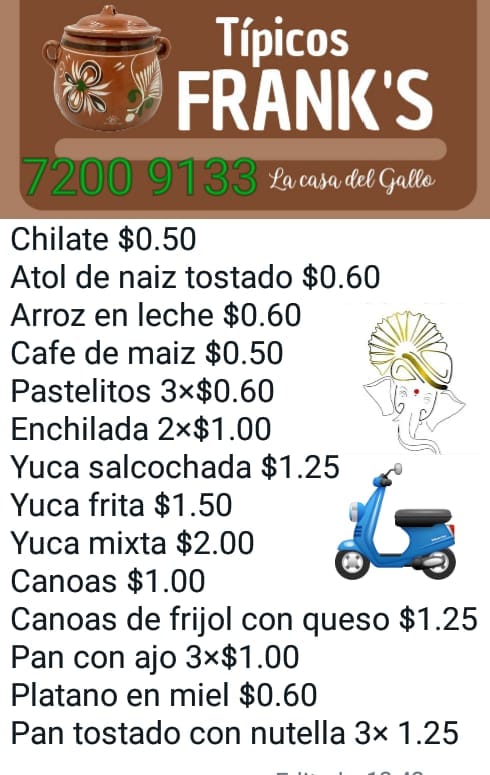 Típicos
FRANK'S
7200 9133 La casa del Gallo
Chilate $0.50
Atol de naiz tostado $0.60
Arroz en leche $0.60
Cafe de maiz $0.50
Pastelitos 3×$0.60
Enchilada 2×$1.00
Yuca salcochada $1.25
Yuca frita $1.50
Yuca mixta $2.00
Canoas $1.00
Canoas de frijol con queso $1.25
Pan con ajo 3×$1.00
Platano en miel $0.60
Pan tostado con nutella 3× 1.25